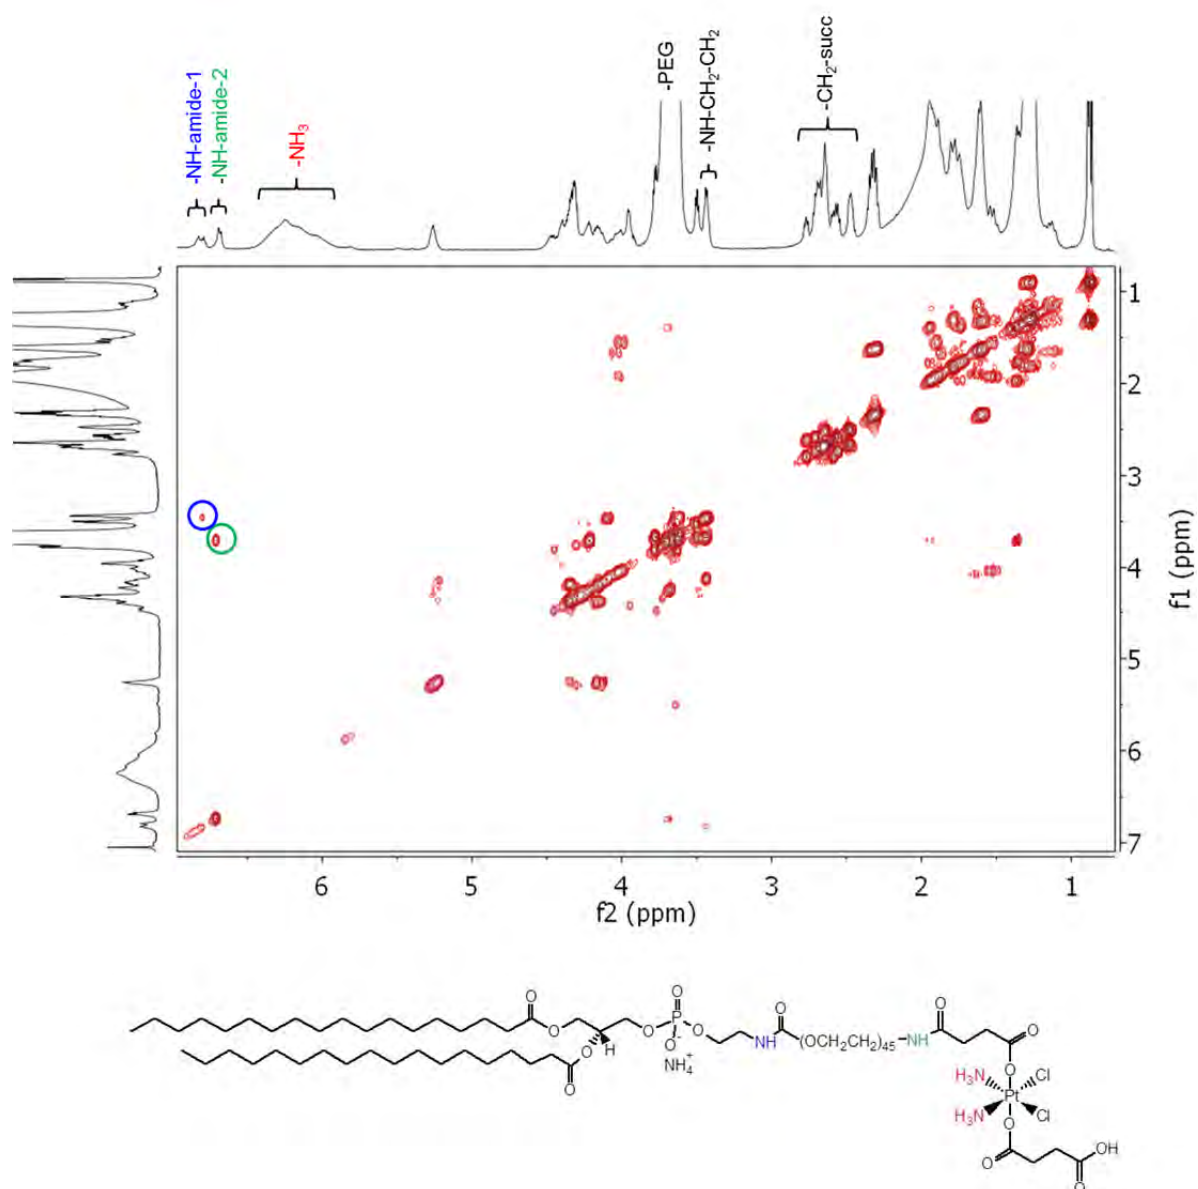 -NH-amide-1
-NH-amide-2
-NH₃
-PEG
-NH-CH₂-CH₂
-CH₂-succ
1
2
3
4
5
6
7
f1 (ppm)
6 5 4 3 2 1
f2 (ppm)
O
O
O
O
H
O
O
P
O⁻
O
NH₄⁺
NH
O
(OCH₂CH₂)₄₅
NH
O
O
O
H₃N
Cl
Pt
H₃N
Cl
O
O
OH
O